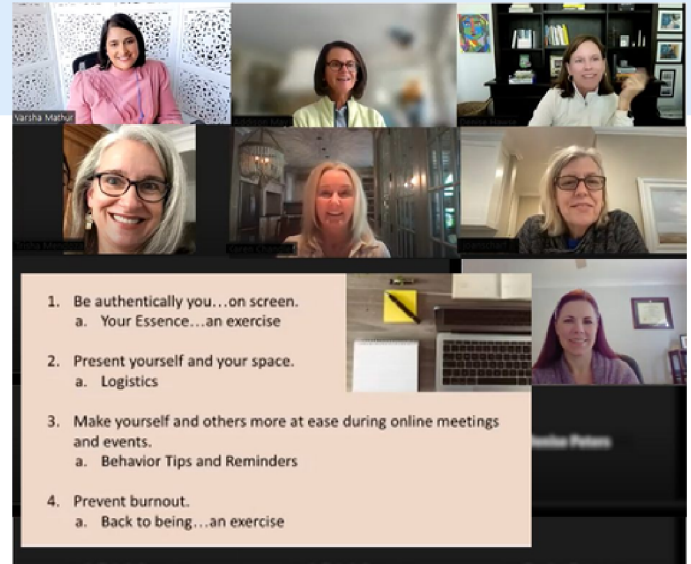 Varsha Mathur
1. Be authentically you...on screen.
a. Your Essence...an exercise
2. Present yourself and your space.
a. Logistics
3. Make yourself and others more at ease during online meetings
and events.
a. Behavior Tips and Reminders
4. Prevent burnout.
a. Back to being...an exercise
Denise Peters